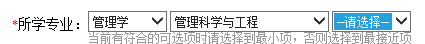 *所学专业：管理学 管理科学与工程 --请选择--
当前有符合的可选项时请选择到最小项，否则选择到最接近项